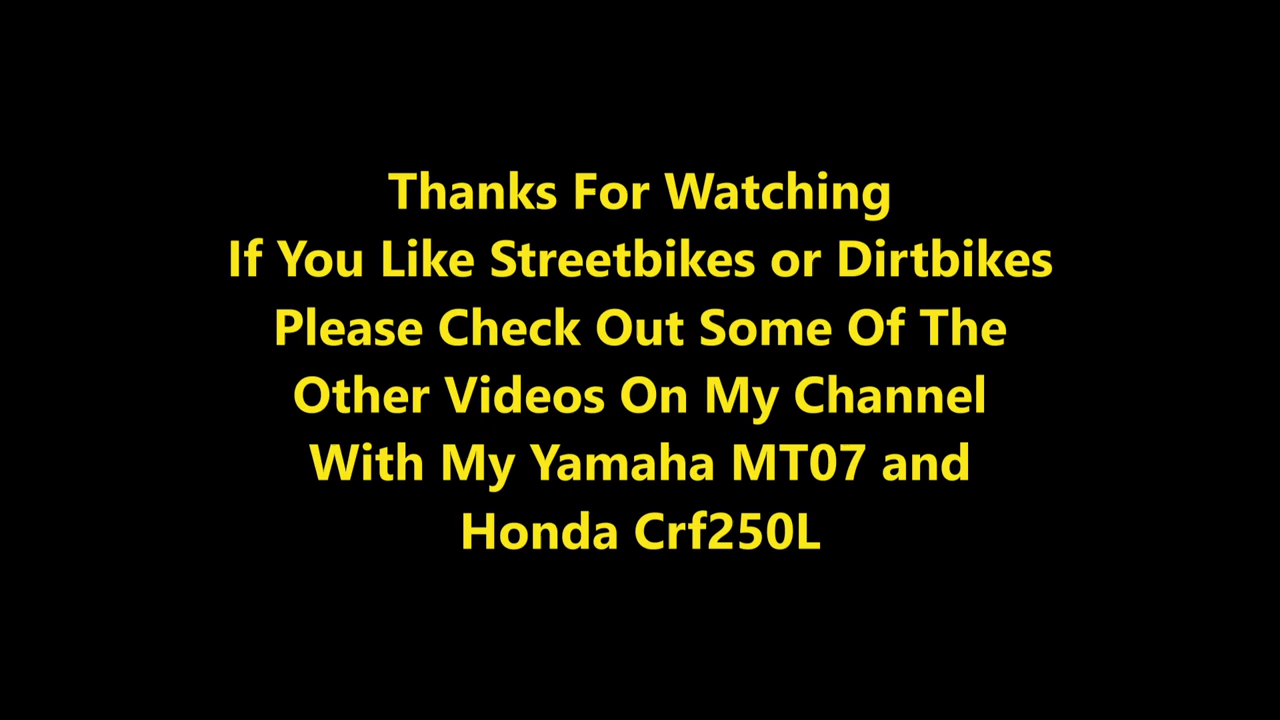 Thanks For Watching
If You Like Streetbikes or Dirtbikes
Please Check Out Some Of The
Other Videos On My Channel
With My Yamaha MT07 and
Honda Crf250L